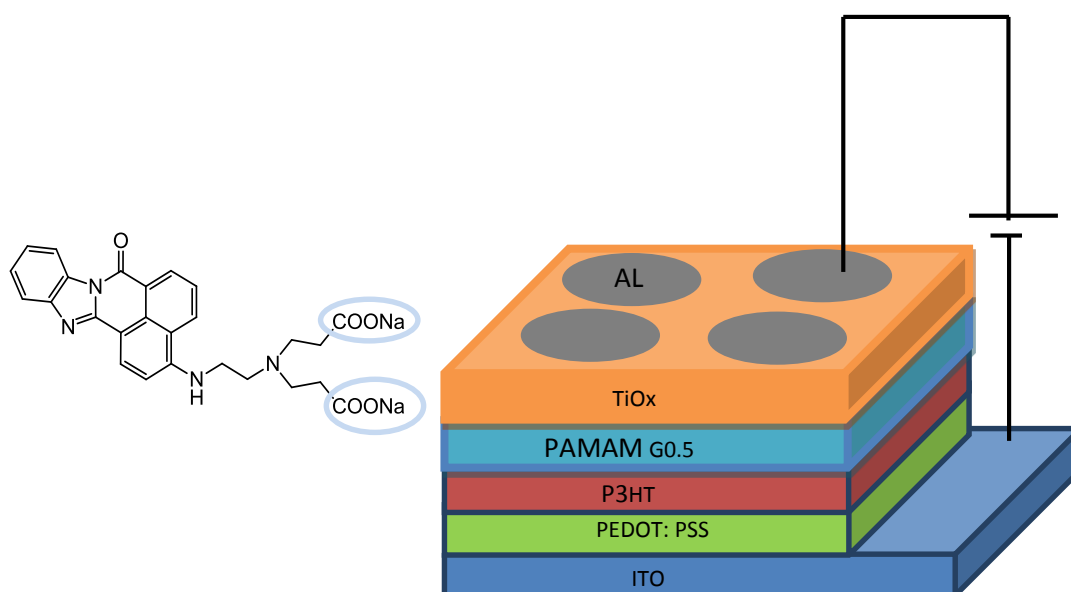 O
N
N
N
H
N
COONa
COONa
AL
TiOx
PAMAM G0.5
P3HT
PEDOT: PSS
ITO